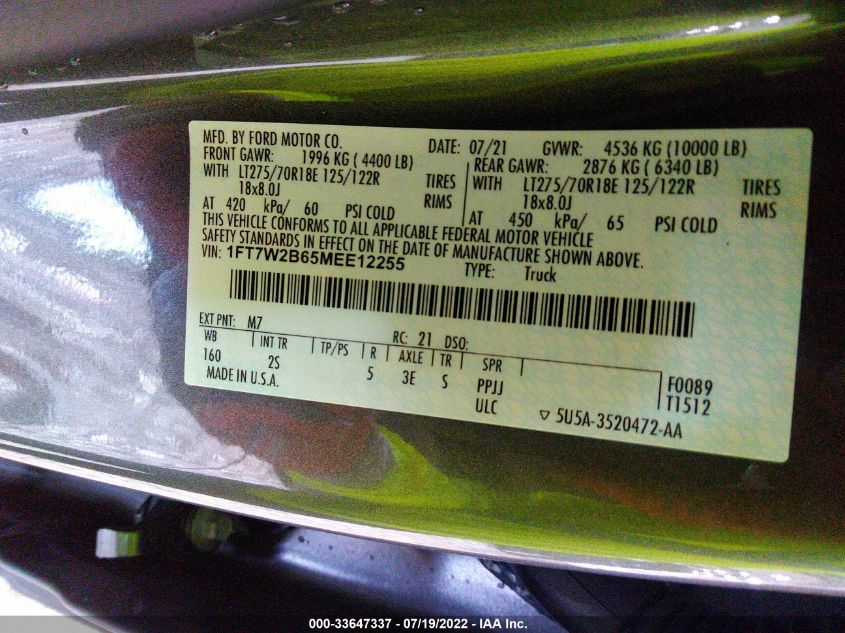 MFD. BY FORD MOTOR CO. DATE: 07/21 GVWR: 4536 KG (10000 LB)
FRONT GAWR: 1996 KG ( 4400 LB) REAR GAWR: 2876 KG ( 6340 LB)
WITH LT275/70R18E 125/122R TIRES WITH LT275/70R18E 125/122R TIRES
18x8.0J RIMS 18x8.0J RIMS
AT 420 kPa/ 60 PSI COLD AT 450 kPa/ 65 PSI COLD
THIS VEHICLE CONFORMS TO ALL APPLICABLE FEDERAL MOTOR VEHICLE
SAFETY STANDARDS IN EFFECT ON THE DATE OF MANUFACTURE SHOWN ABOVE.
VIN: 1FT7W2B65MEE12255 TYPE: Truck
EXT PNT: M7 RC: 21 DSO:
WB INT TR TP/PS R AXLE TR SPR
160 2S 5 3E S PPJJ F0089
MADE IN U.S.A. ULC T1512
▽ 5U5A-3520472-AA
000-33647337 - 07/19/2022 - IAA Inc.